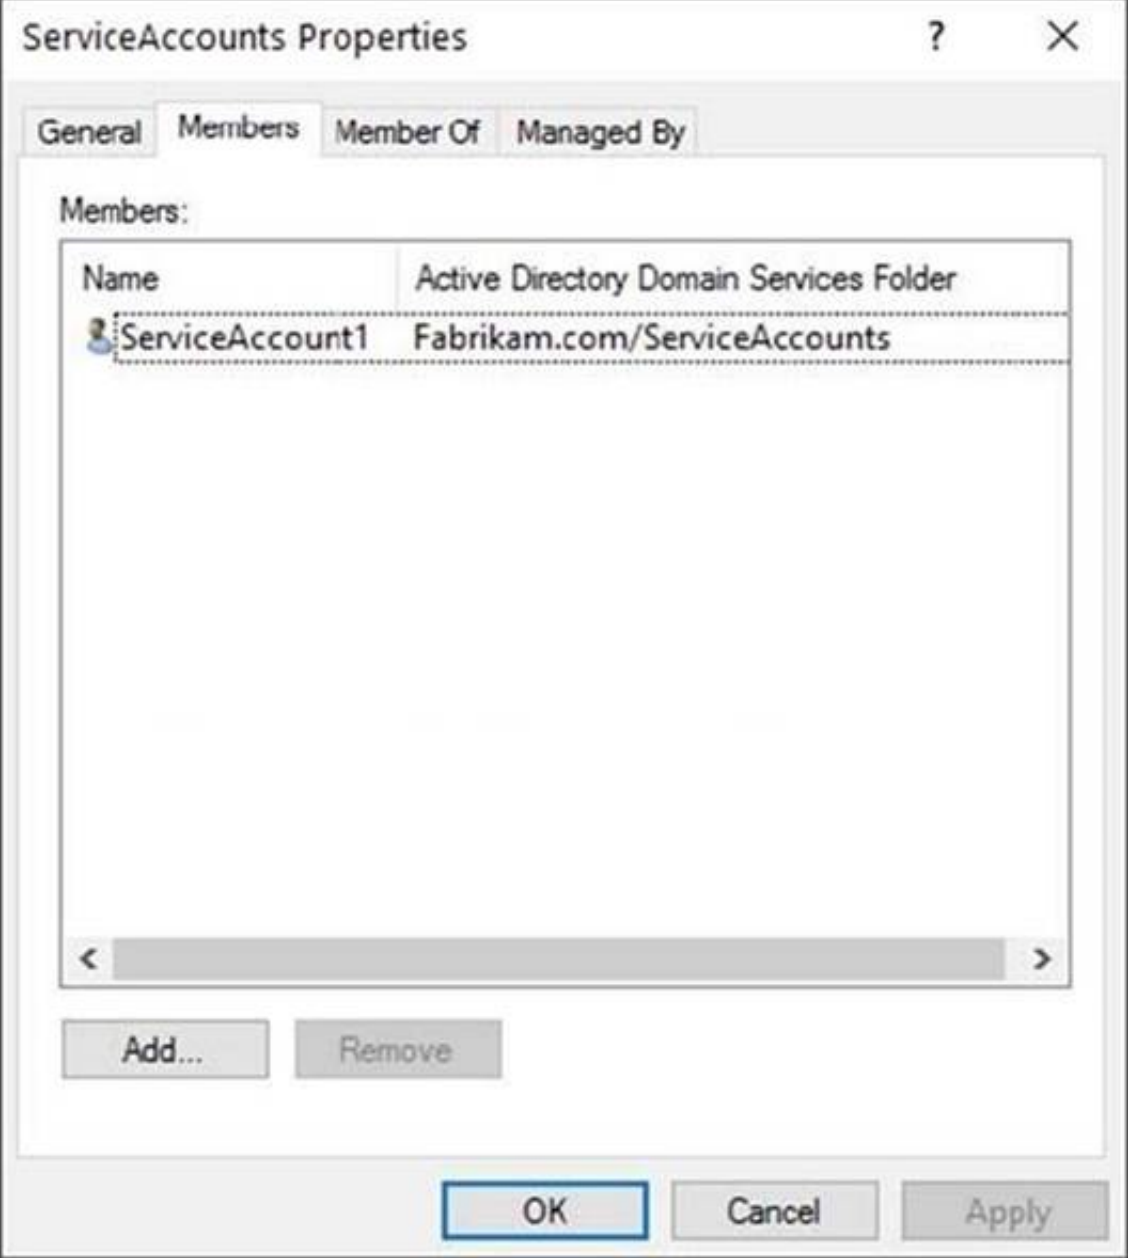 ServiceAccounts Properties ? ×
General Members Member Of Managed By
Members:
Name Active Directory Domain Services Folder
ServiceAccount1 Fabrikam.com/ServiceAccounts
< >
Add... Remove
OK Cancel Apply